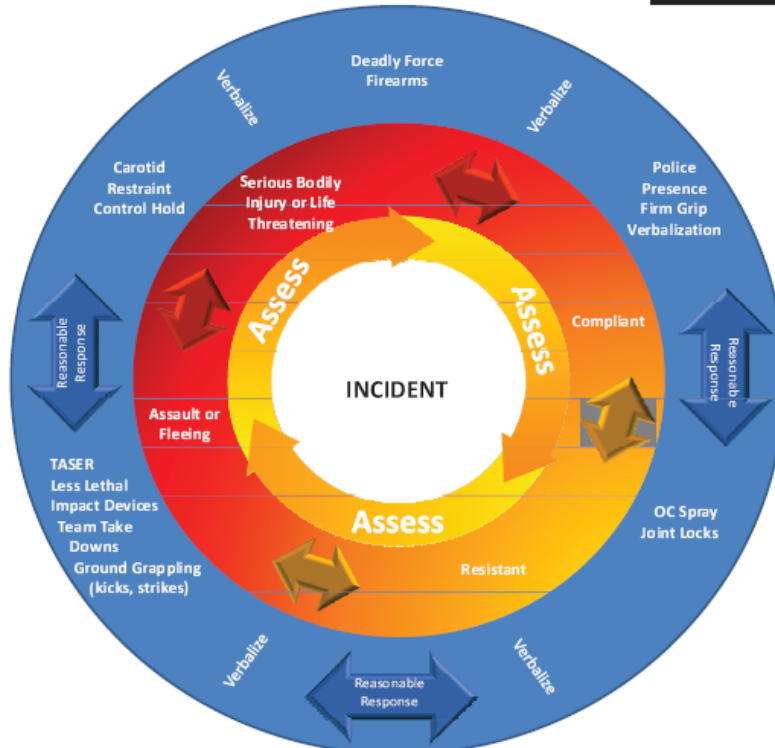 Deadly Force
Firearms
Verbalize
Verbalize
Carotid
Restraint
Control Hold
Serious Bodily
Injury or Life
Threatening
Police
Presence
Firm Grip
Verbalization
Assess
Assess
Compliant
Reasonable
Response
Reasonable
Response
INCIDENT
Assault or
Fleeing
TASER
Less Lethal
Impact Devices
Team Take
Downs
Ground Grappling
(kicks, strikes)
OC Spray
Joint Locks
Assess
Resistant
Verbalize
Verbalize
Reasonable
Response